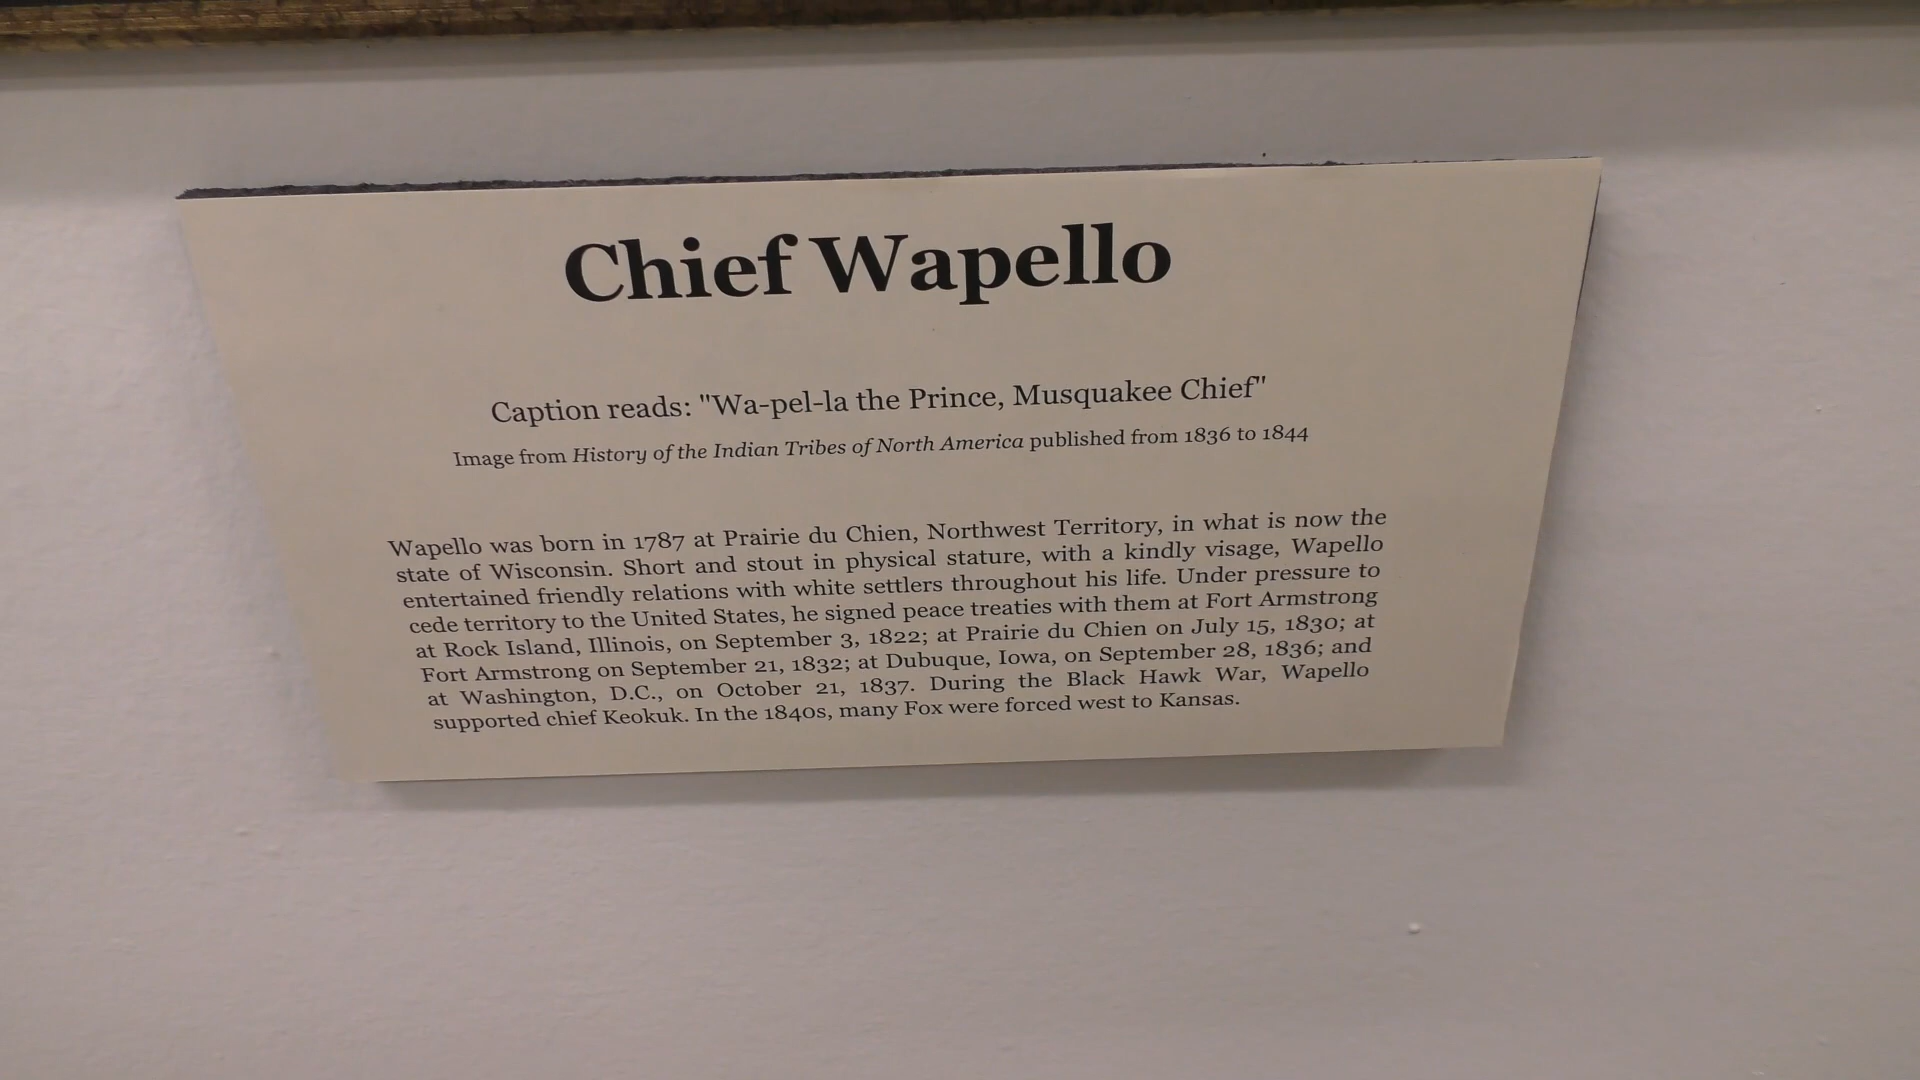 Chief Wapello
Caption reads: "Wa-pel-la the Prince, Musquakee Chief"
Image from History of the Indian Tribes of North America published from 1836 to 1844
Wapello was born in 1787 at Prairie du Chien, Northwest Territory, in what is now the
state of Wisconsin. Short and stout in physical stature, with a kindly visage, Wapello
entertained friendly relations with white settlers throughout his life. Under pressure to
cede territory to the United States, he signed peace treaties with them at Fort Armstrong
at Rock Island, Illinois, on September 3, 1822; at Prairie du Chien on July 15, 1830; at
Fort Armstrong on September 21, 1832; at Dubuque, Iowa, on September 28, 1836; and
at Washington, D.C., on October 21, 1837. During the Black Hawk War, Wapello
supported chief Keokuk. In the 1840s, many Fox were forced west to Kansas.